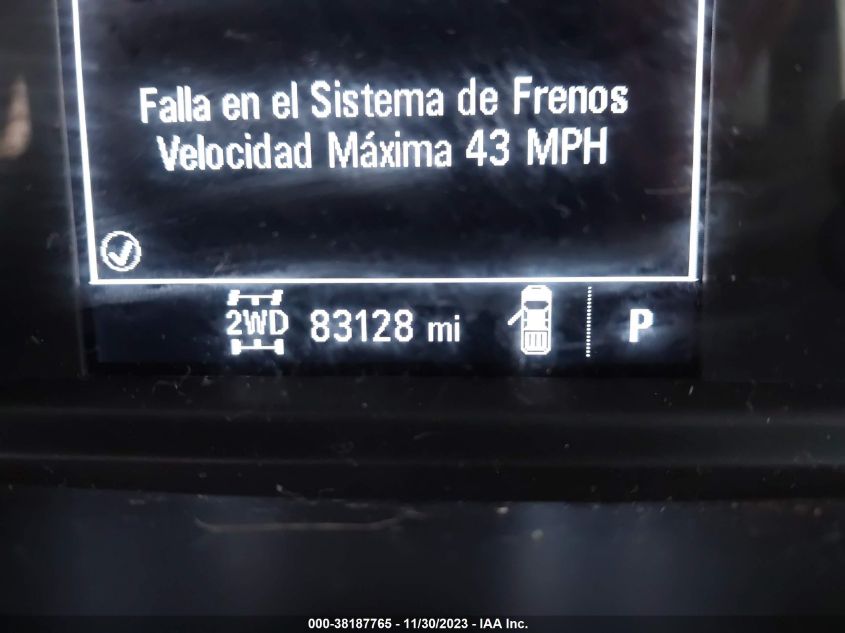 Falla en el Sistema de Frenos
Velocidad Máxima 43 MPH
2WD 83128 mi P
000-38187765 - 11/30/2023 - IAA Inc.